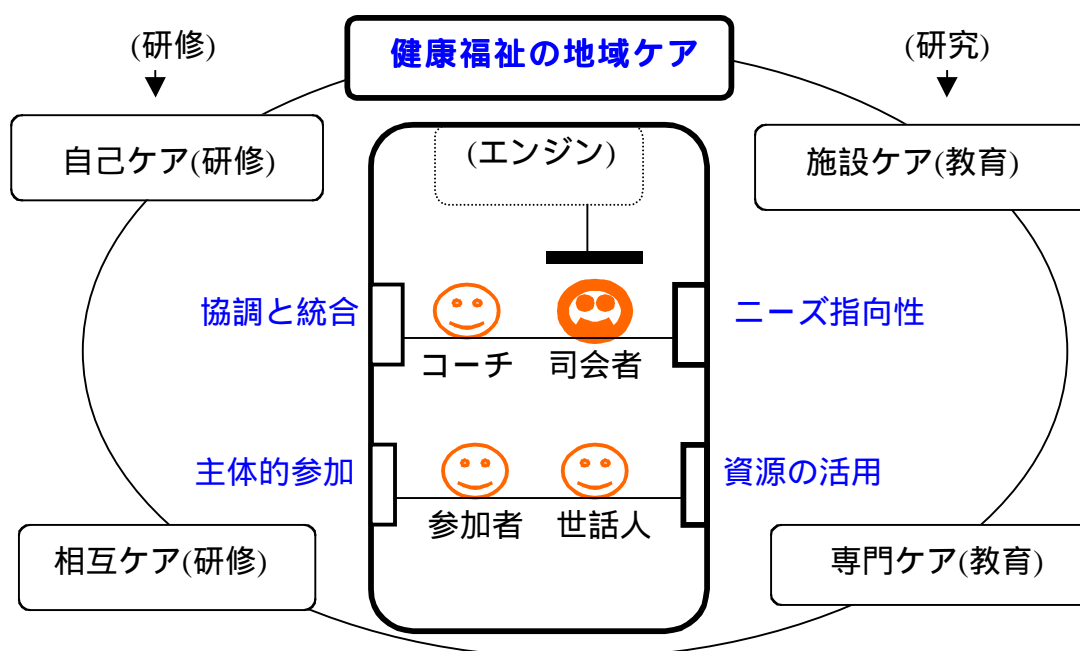 (研修)
健康福祉の地域ケア
(研究)
自己ケア(研修)
(エンジン)
施設ケア(教育)
協調と統合
ニーズ指向性
コーチ
司会者
主体的参加
資源の活用
参加者
世話人
相互ケア(研修)
専門ケア(教育)